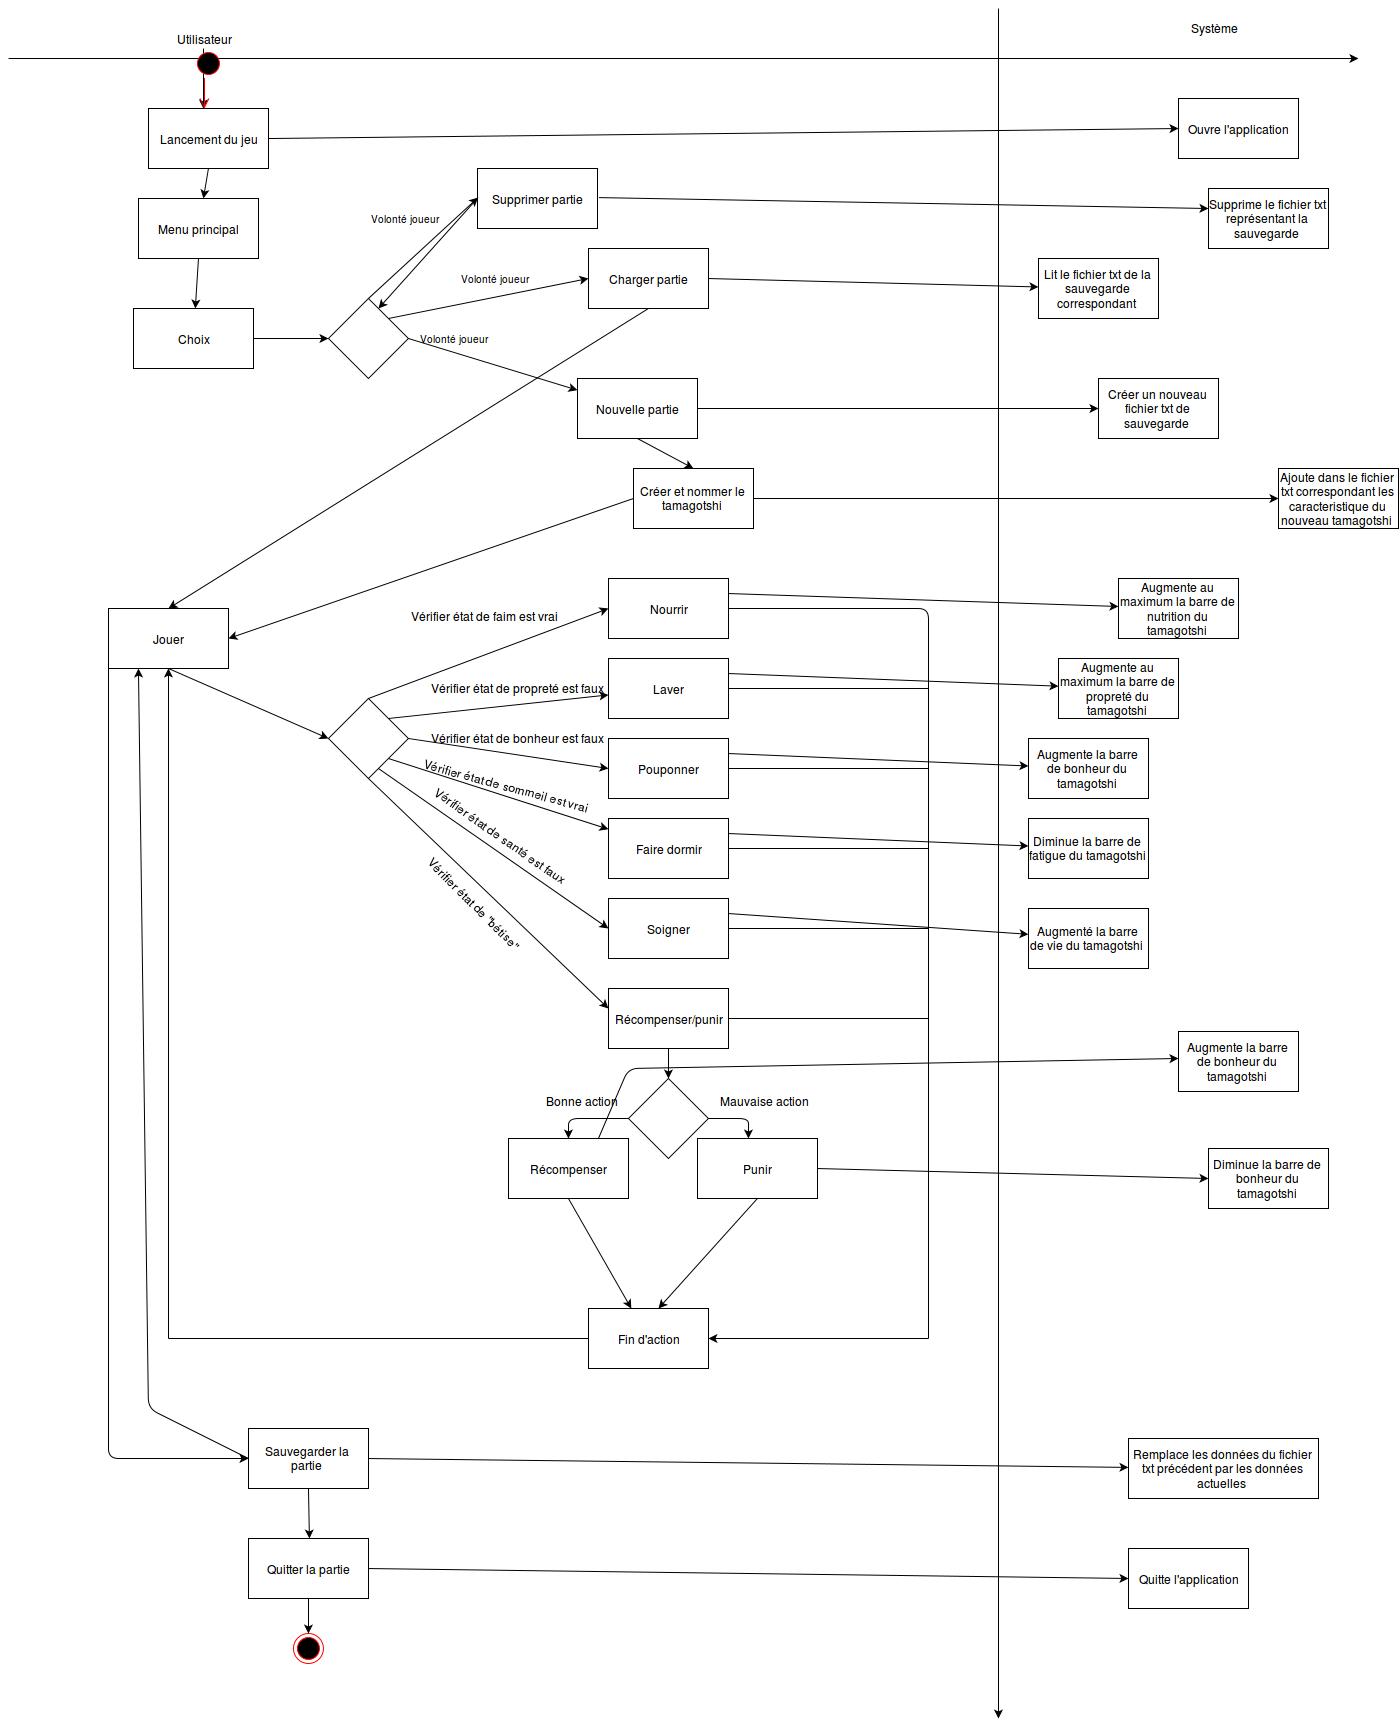 Utilisateur
Système
Lancement du jeu
Ouvre l'application
Menu principal
Volonté joueur
Supprimer partie
Supprime le fichier txt
représentant la
sauvegarde
Volonté joueur
Charger partie
Lit le fichier txt de la
sauvegarde
correspondant
Choix
Volonté joueur
Nouvelle partie
Créer un nouveau
fichier txt de
sauvegarde
Créer et nommer le
tamagotshi
Ajoute dans le fichier
txt correspondant les
caracteristique du
nouveau tamagotshi
Jouer
Vérifier état de faim est vrai
Nourrir
Augmente au
maximum la barre de
nutrition du
tamagotshi
Vérifier état de propreté est faux
Laver
Augmente au
maximum la barre de
propreté du
tamagotshi
Vérifier état de bonheur est faux
Pouponner
Augmente la barre
de bonheur du
tamagotshi
Vérifier état de sommeil est vrai
Faire dormir
Diminue la barre de
fatigue du tamagotshi
Vérifier état de santé est faux
Soigner
Augmenté la barre
de vie du tamagotshi
Vérifier état de "bétise"
Récompenser/punir
Augmente la barre
de bonheur du
tamagotshi
Bonne action
Mauvaise action
Récompenser
Punir
Diminue la barre de
bonheur du
tamagotshi
Fin d'action
Sauvegarder la
partie
Remplace les données du fichier
txt précédent par les données
actuelles
Quitter la partie
Quitte l'application